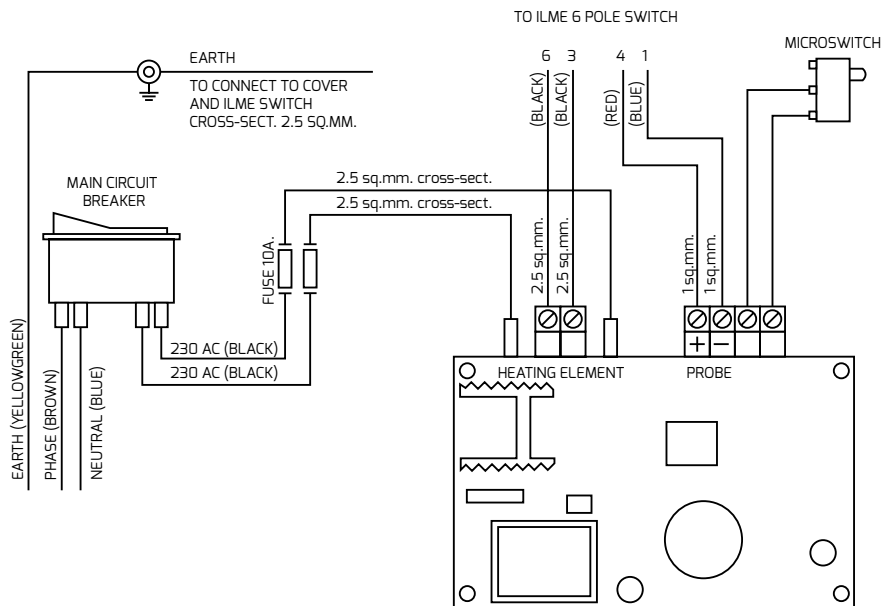 TO ILME 6 POLE SWITCH
MICROSWITCH
6 3 4 1
(BLACK)
(BLACK)
(RED)
(BLUE)
EARTH
TO CONNECT TO COVER
AND ILME SWITCH
CROSS-SECT. 2.5 SQ.MM.
MAIN CIRCUIT
BREAKER
2.5 sq.mm. cross-sect.
2.5 sq.mm. cross-sect.
FUSE 10A.
2.5 sq.mm.
2.5 sq.mm.
1 sq.mm.
1 sq.mm.
230 AC (BLACK)
230 AC (BLACK)
+ −
HEATING ELEMENT
PROBE
EARTH (YELLOWGREEN)
PHASE (BROWN)
NEUTRAL (BLUE)